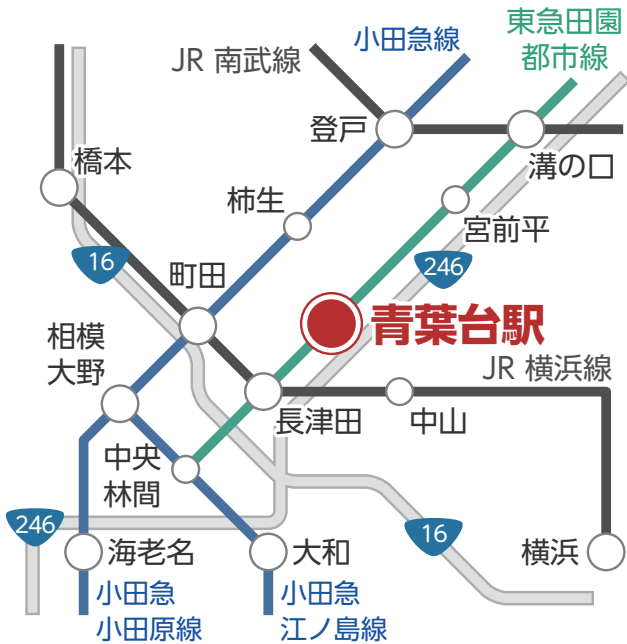 東急田園
都市線
小田急線
JR 南武線
登戸
溝の口
橋本
柿生
宮前平
16
町田
246
青葉台駅
相模
大野
JR 横浜線
長津田
中山
中央
林間
246
16
海老名
大和
横浜
小田急
小田原線
小田急
江ノ島線